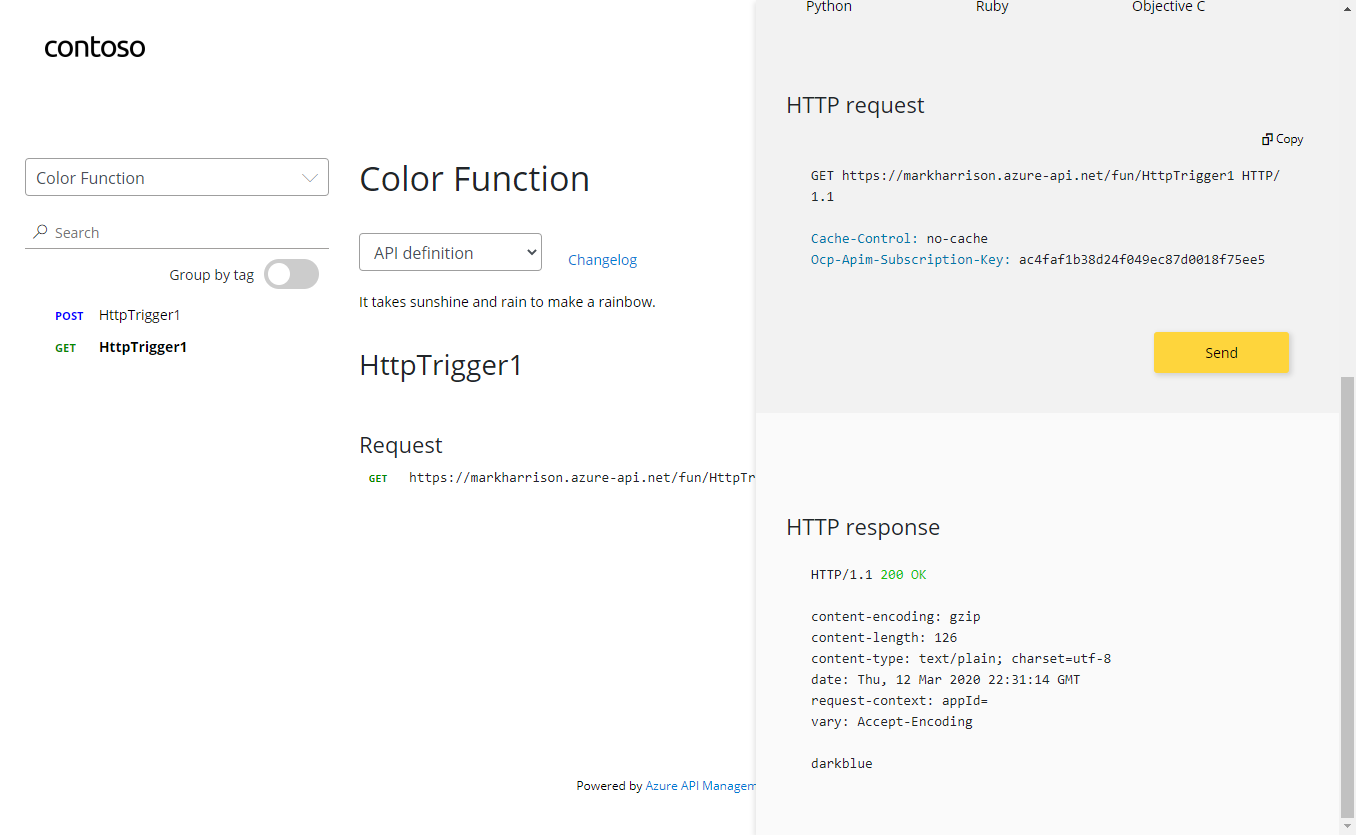 contoso
Color Function
Search
Group by tag
POST HttpTrigger1
GET HttpTrigger1
Color Function
API definition
Changelog
It takes sunshine and rain to make a rainbow.
HttpTrigger1
Request
GET https://markharrison.azure-api.net/fun/HttpTr
Powered by Azure API Managem
Python Ruby Objective C
HTTP request
Copy
GET https://markharrison.azure-api.net/fun/HttpTrigger1 HTTP/
1.1
Cache-Control: no-cache
Ocp-Apim-Subscription-Key: ac4faf1b38d24f049ec87d0018f75ee5
Send
HTTP response
HTTP/1.1 200 OK
content-encoding: gzip
content-length: 126
content-type: text/plain; charset=utf-8
date: Thu, 12 Mar 2020 22:31:14 GMT
request-context: appId=
vary: Accept-Encoding
darkblue